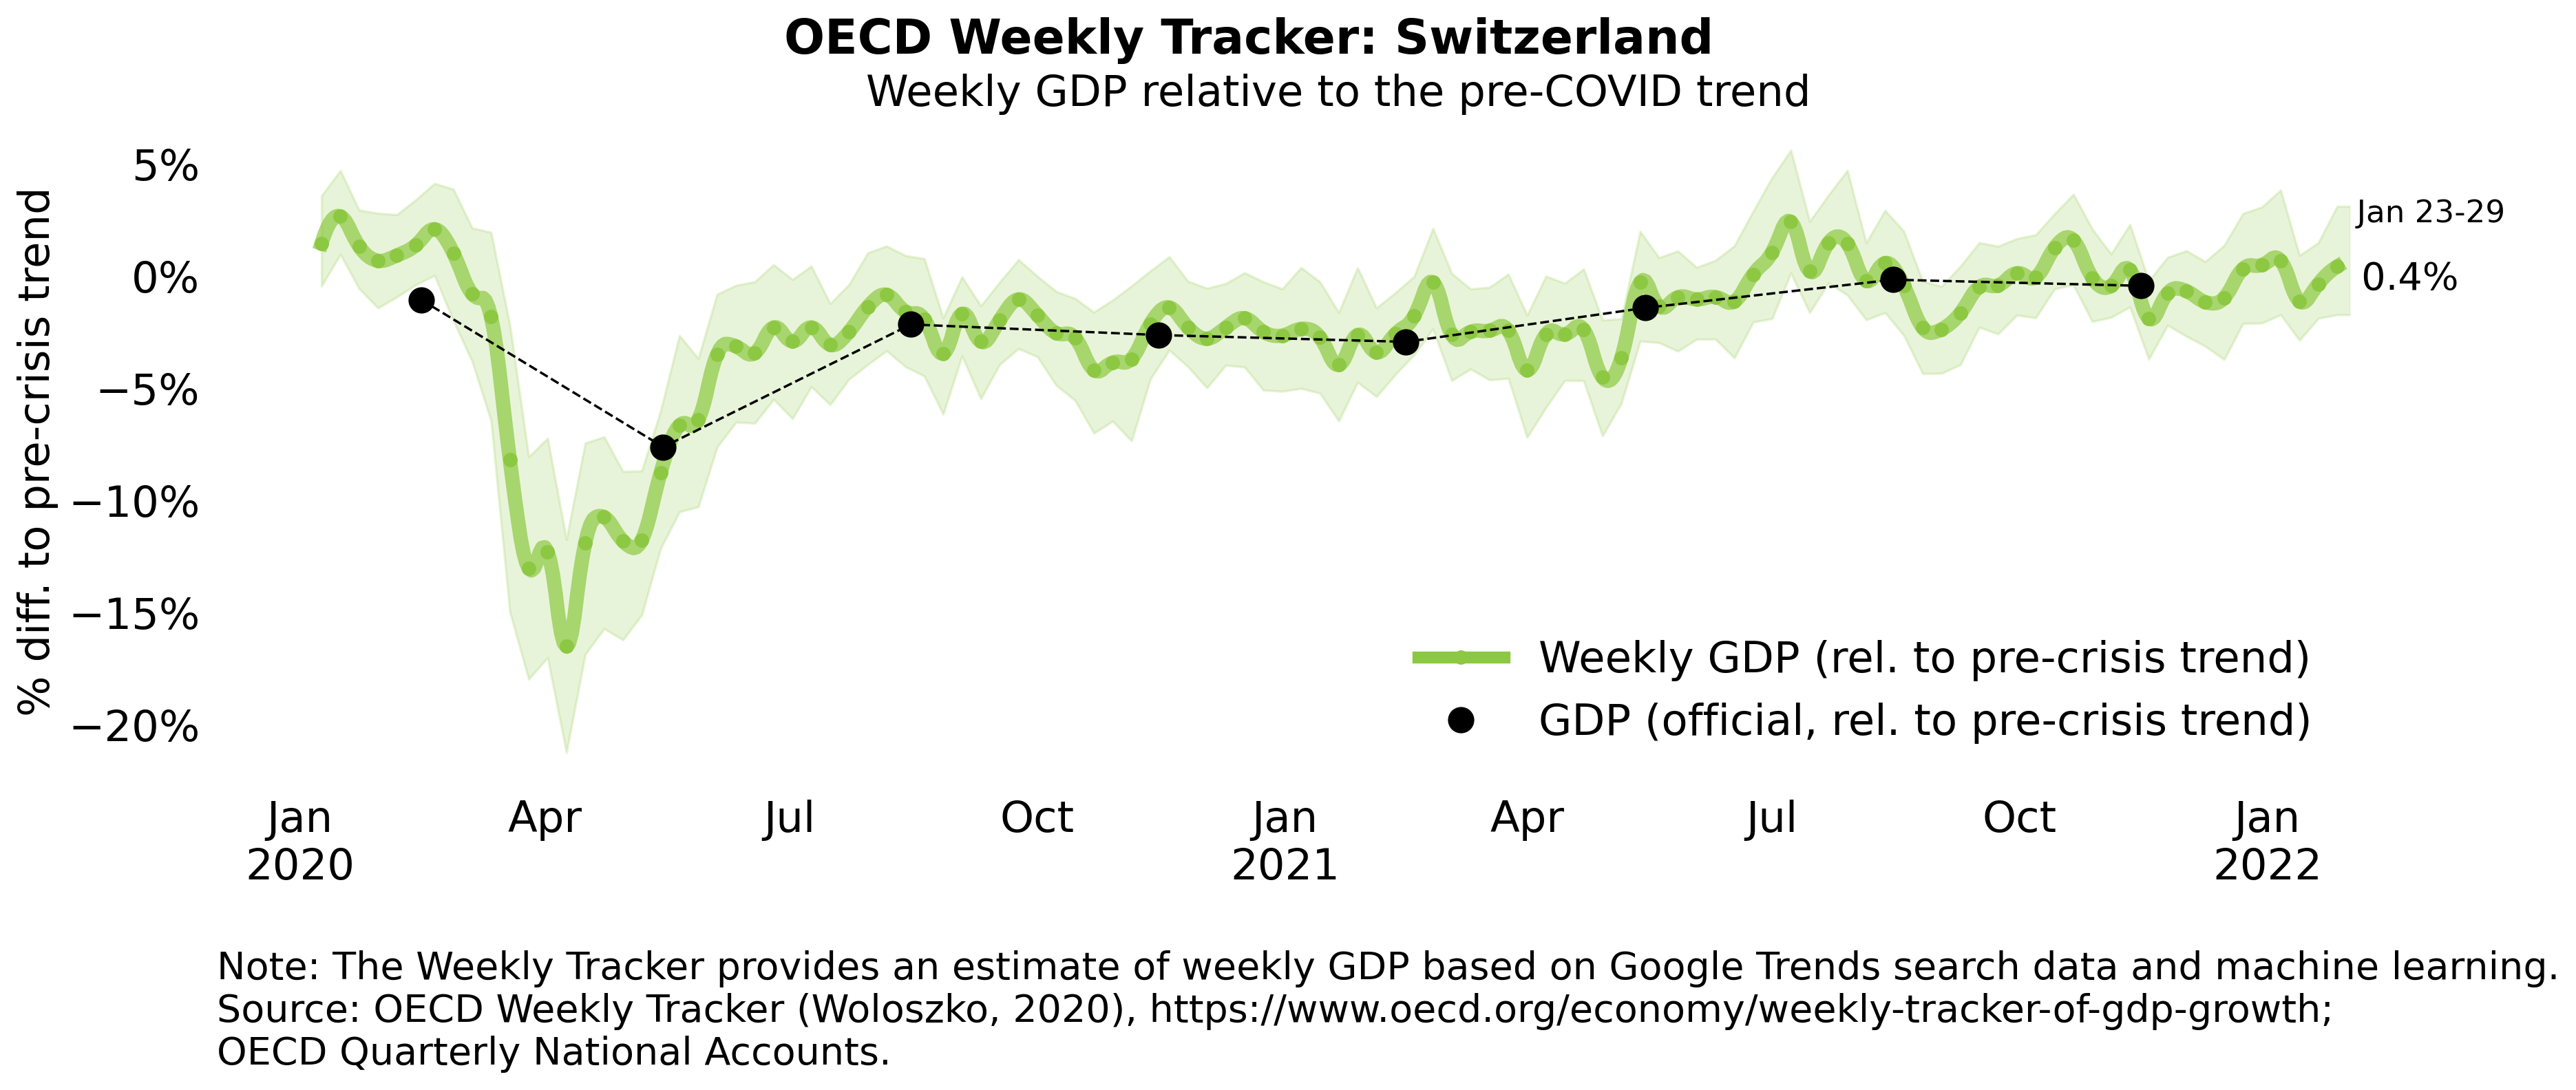 OECD Weekly Tracker: Switzerland
Weekly GDP relative to the pre-COVID trend
% diff. to pre-crisis trend
5%
0%
−5%
−10%
−15%
−20%
Jan 23-29
0.4%
Weekly GDP (rel. to pre-crisis trend)
GDP (official, rel. to pre-crisis trend)
Jan Apr Jul Oct Jan Apr Jul Oct Jan
2020 2021 2022
Note: The Weekly Tracker provides an estimate of weekly GDP based on Google Trends search data and machine learning.
Source: OECD Weekly Tracker (Woloszko, 2020), https://www.oecd.org/economy/weekly-tracker-of-gdp-growth;
OECD Quarterly National Accounts.